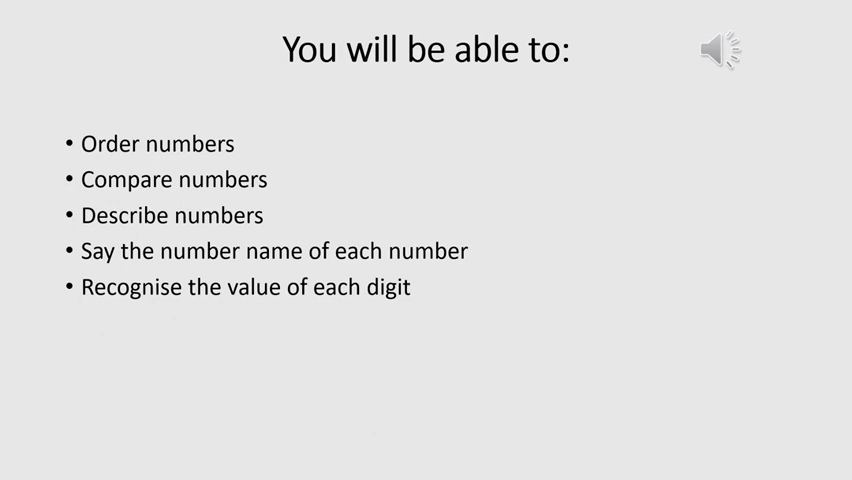 You will be able to:
• Order numbers
• Compare numbers
• Describe numbers
• Say the number name of each number
• Recognise the value of each digit